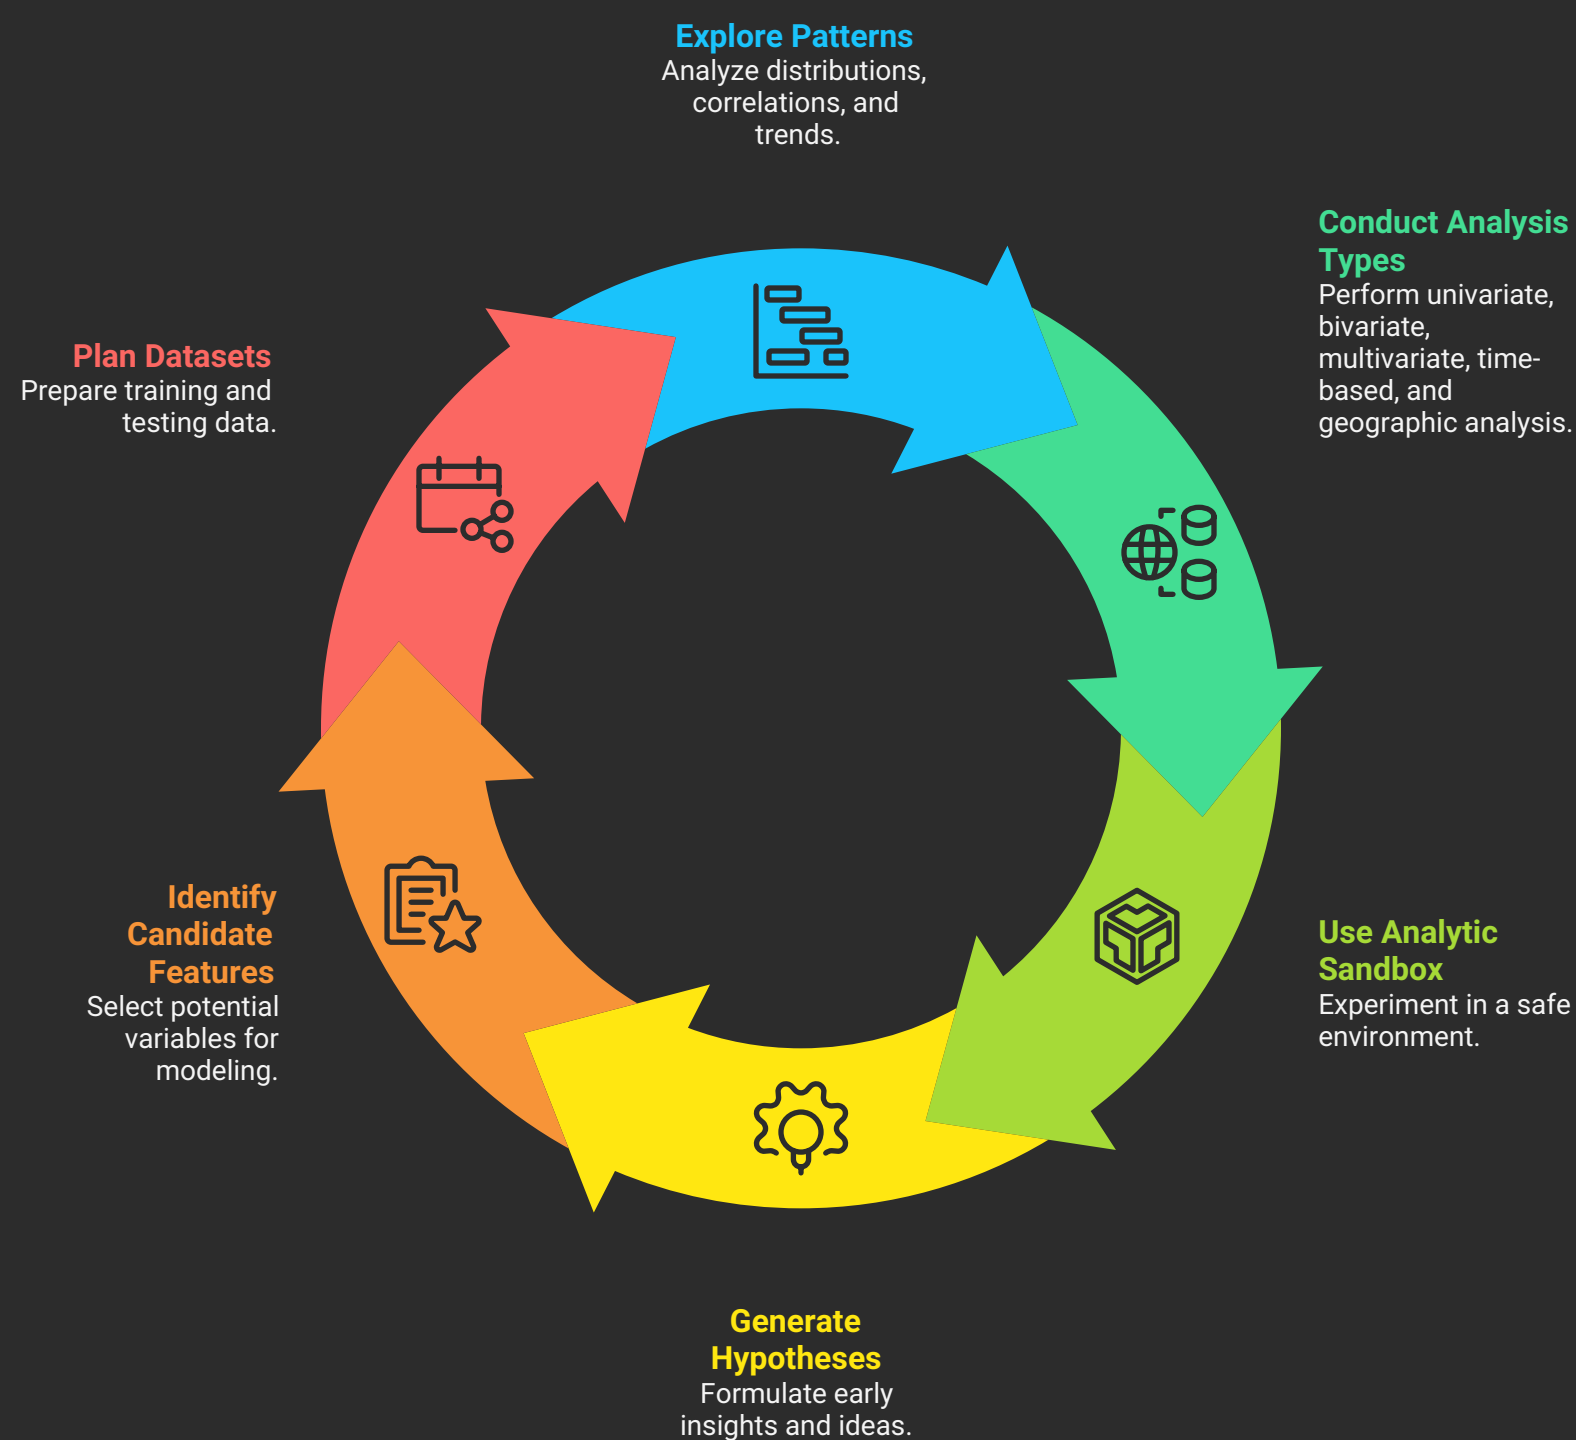 Explore Patterns
Analyze distributions,
correlations, and
trends.
Conduct Analysis
Types
Perform univariate,
bivariate,
multivariate, time-
based, and
geographic analysis.
Use Analytic
Sandbox
Experiment in a safe
environment.
Generate
Hypotheses
Formulate early
insights and ideas.
Identify
Candidate
Features
Select potential
variables for
modeling.
Plan Datasets
Prepare training and
testing data.